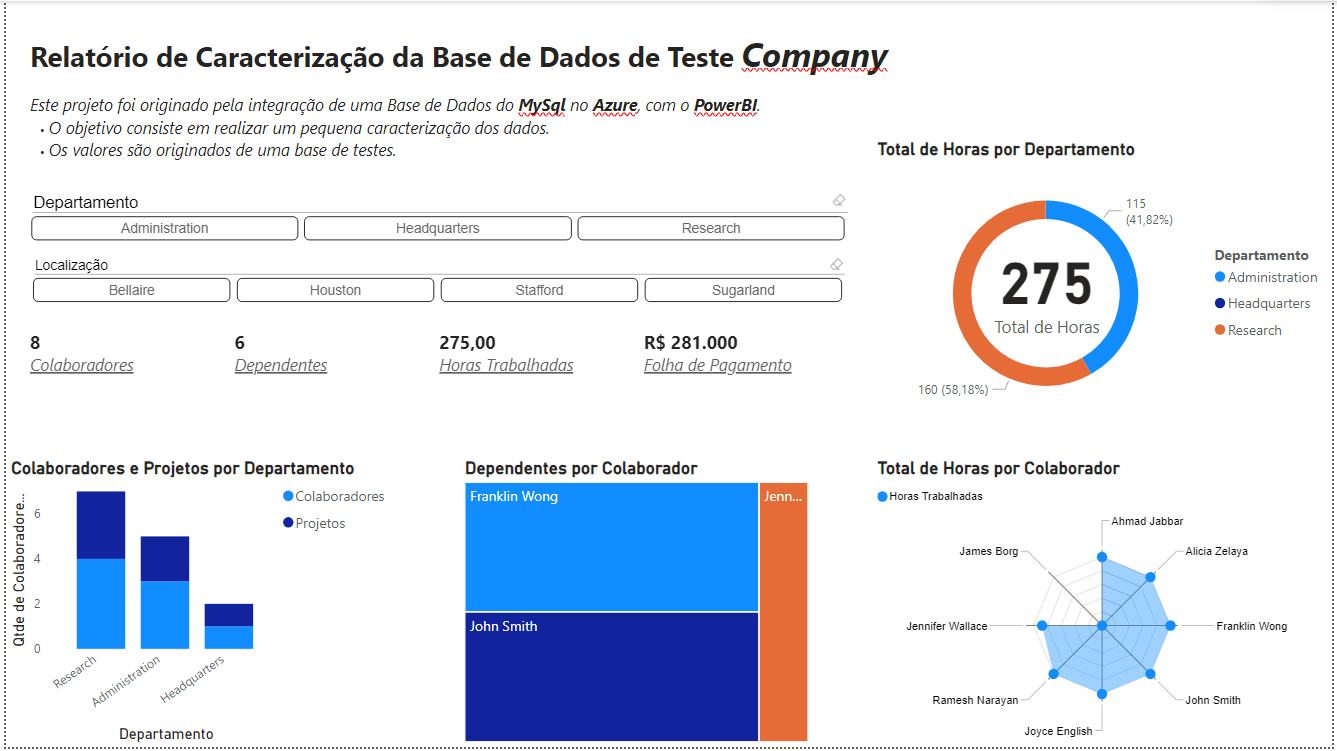 Relatório de Caracterização da Base de Dados de Teste Company
Este projeto foi originado pela integração de uma Base de Dados do MySql no Azure, com o PowerBI.
• O objetivo consiste em realizar um pequena caracterização dos dados.
• Os valores são originados de uma base de testes.
Departamento
Administration
Headquarters
Research
Localização
Bellaire
Houston
Stafford
Sugarland
8
Colaboradores
6
Dependentes
275,00
Horas Trabalhadas
R$ 281.000
Folha de Pagamento
Total de Horas por Departamento
115
(41,82%)
275
Total de Horas
160 (58,18%)
Departamento
Administration
Headquarters
Research
Colaboradores e Projetos por Departamento
Colaboradores
Projetos
Qtde de Colaboradore...
6
4
2
0
Research
Administration
Headquarters
Departamento
Dependentes por Colaborador
Franklin Wong
Jenn...
John Smith
Total de Horas por Colaborador
Horas Trabalhadas
Ahmad Jabbar
James Borg
Alicia Zelaya
Jennifer Wallace
Franklin Wong
Ramesh Narayan
John Smith
Joyce English